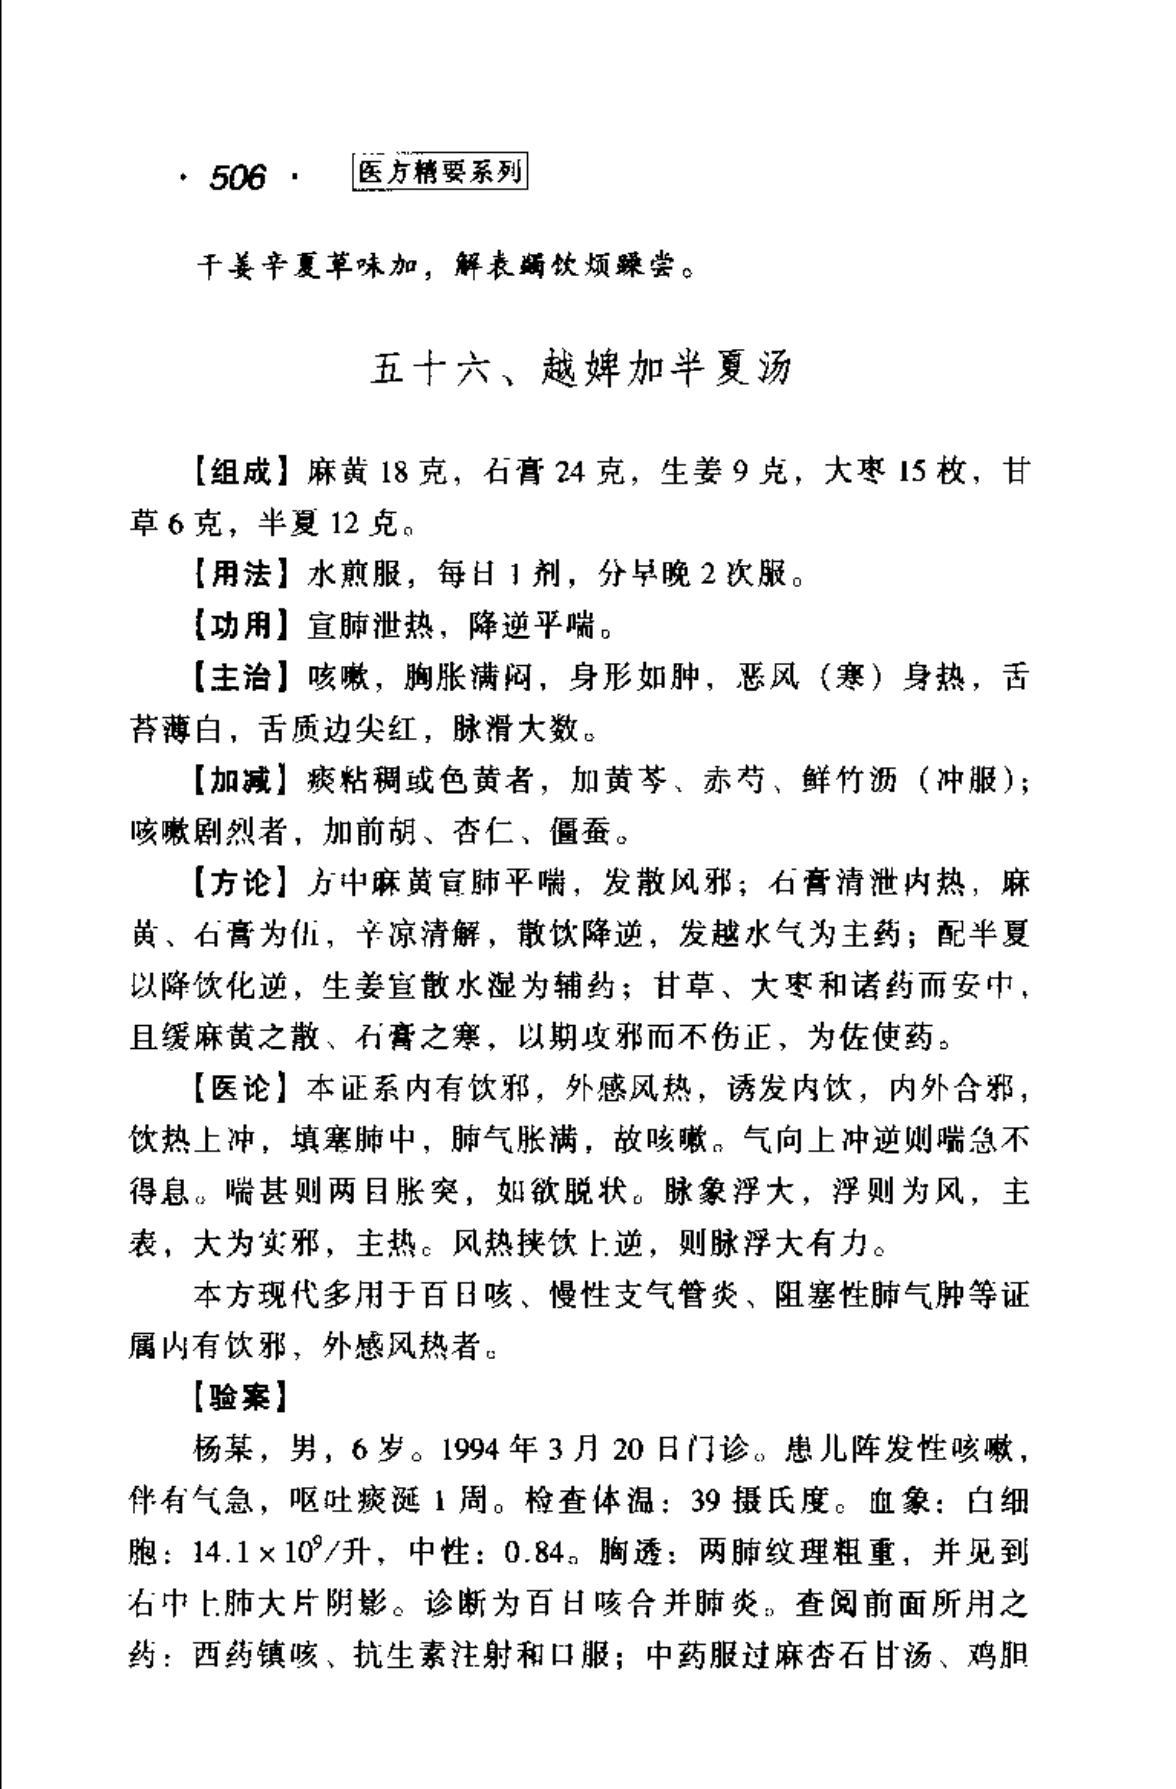 · 506 · 医方精要系列
干姜辛夏草味加，解表蠲饮烦躁尝。
五十六、越婢加半夏汤
【组成】麻黄 18 克，石膏 24 克，生姜 9 克，大枣 15 枚，甘
草 6 克，半夏 12 克。
【用法】水煎服，每日 1 剂，分早晚 2 次服。
【功用】宣肺泄热，降逆平喘。
【主治】咳嗽，胸胀满闷，身形如肿，恶风（寒）身热，舌
苔薄白，舌质边尖红，脉滑大数。
【加减】痰粘稠或色黄者，加黄芩、赤芍、鲜竹沥（冲服）；
咳嗽剧烈者，加前胡、杏仁、僵蚕。
【方论】方中麻黄宣肺平喘，发散风邪；石膏清泄内热，麻
黄、石膏为伍，辛凉清解，散饮降逆，发越水气为主药；配半夏
以降饮化逆，生姜宣散水湿为辅药；甘草、大枣和诸药而安中，
且缓麻黄之散、石膏之寒，以期攻邪而不伤正，为佐使药。
【医论】本证系内有饮邪，外感风热，诱发内饮，内外合邪，
饮热上冲，填塞肺中，肺气胀满，故咳嗽。气向上冲逆则喘急不
得息。喘甚则两目胀突，如欲脱状。脉象浮大，浮则为风，主
表，大为实邪，主热。风热挟饮上逆，则脉浮大有力。
本方现代多用于百日咳、慢性支气管炎、阻塞性肺气肿等证
属内有饮邪，外感风热者。
【验案】
杨某，男，6 岁。1994 年 3 月 20 日门诊。患儿阵发性咳嗽，
伴有气急，呕吐痰涎 1 周。检查体温：39 摄氏度。血象：白细
胞：14.1×10⁹/升，中性：0.84。胸透：两肺纹理粗重，并见到
右中上肺大片阴影。诊断为百日咳合并肺炎。查阅前面所用之
药：西药镇咳、抗生素注射和口服；中药服过麻杏石甘汤、鸡胆